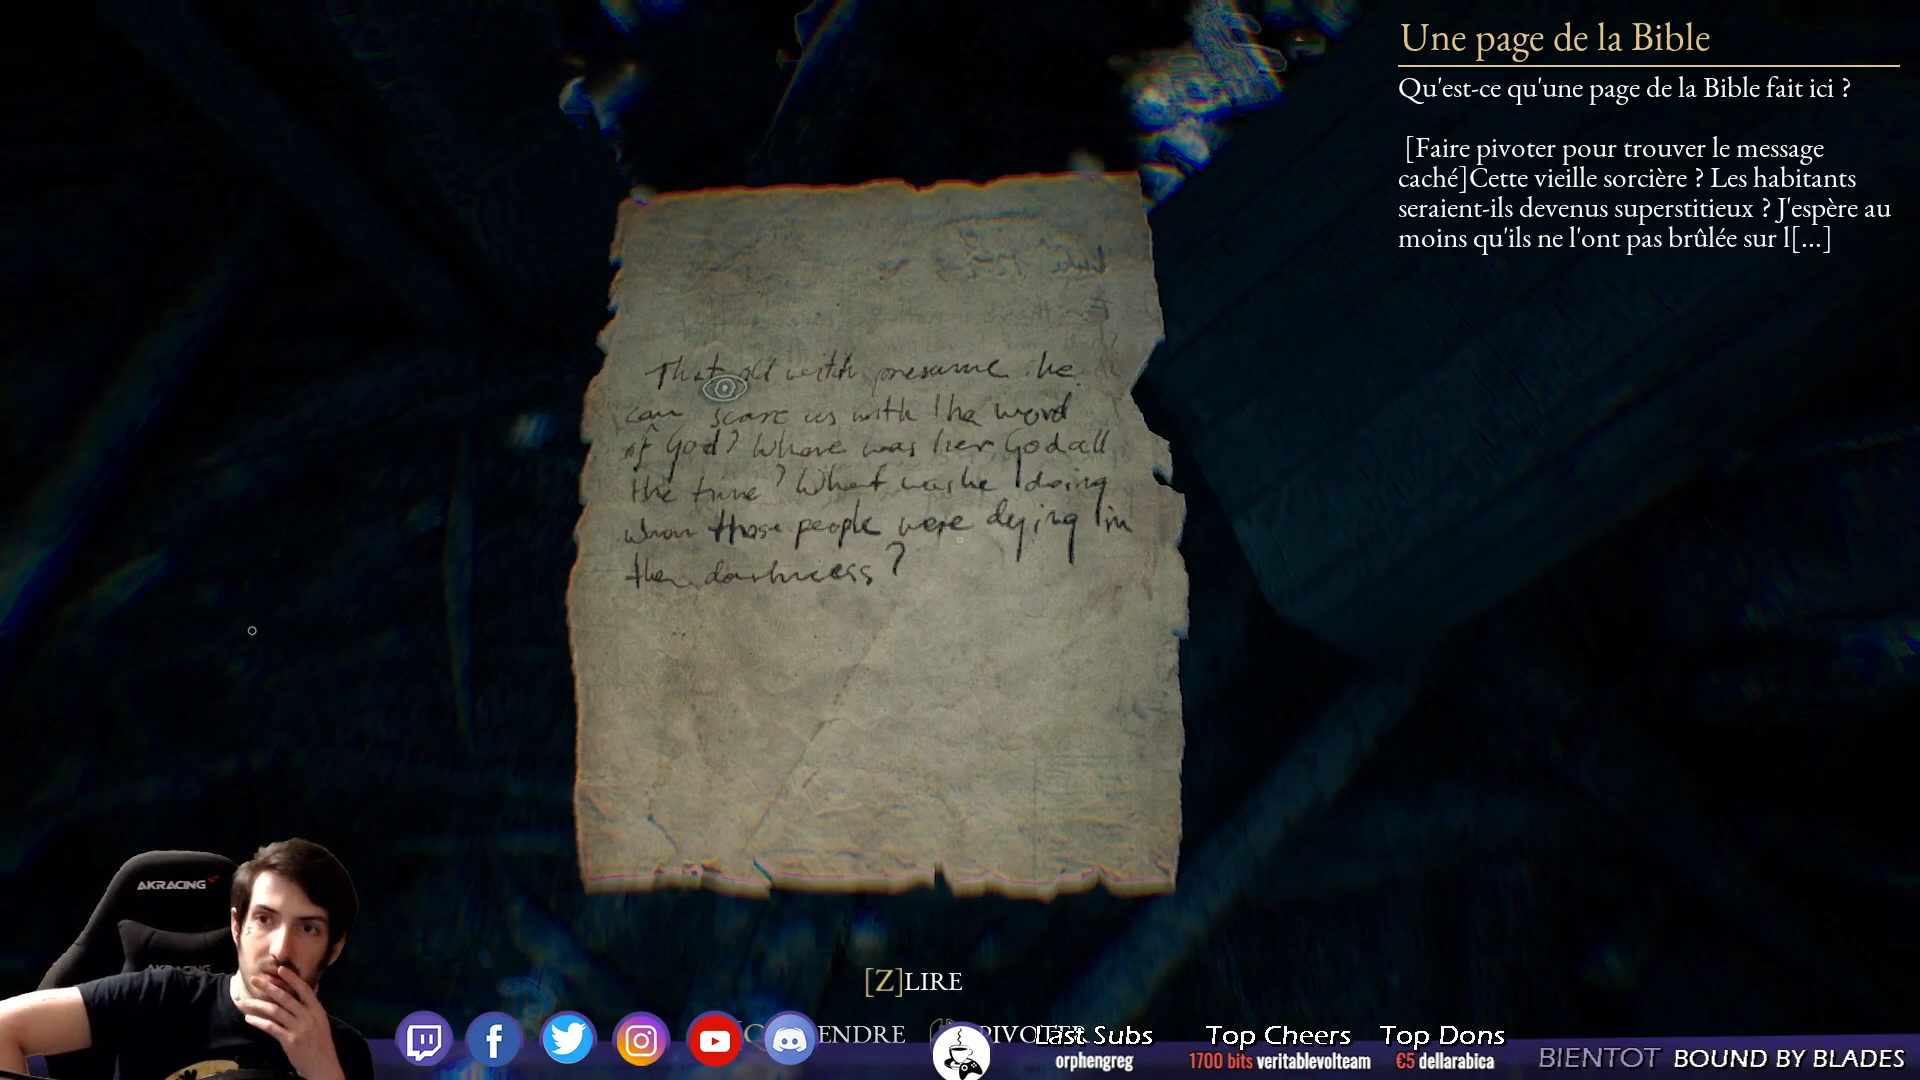 Une page de la Bible
Qu'est-ce qu'une page de la Bible fait ici ?
[Faire pivoter pour trouver le message
caché]Cette vieille sorcière ? Les habitants
seraient-ils devenus superstitieux ? J'espère au
moins qu'ils ne l'ont pas brûlée sur l[...]
That old witch presume she
can scare us with the word
of God? Where was her God all
the time? What was he doing
when those people were dying in
the darkness?
AKRACING
AKRACING
[Z]LIRE
ENDRE PIVOTER
Last Subs
orphengreg
Top Cheers
1700 bits veritablevolteam
Top Dons
€5 dellarabica
BIENTOT BOUND BY BLADES